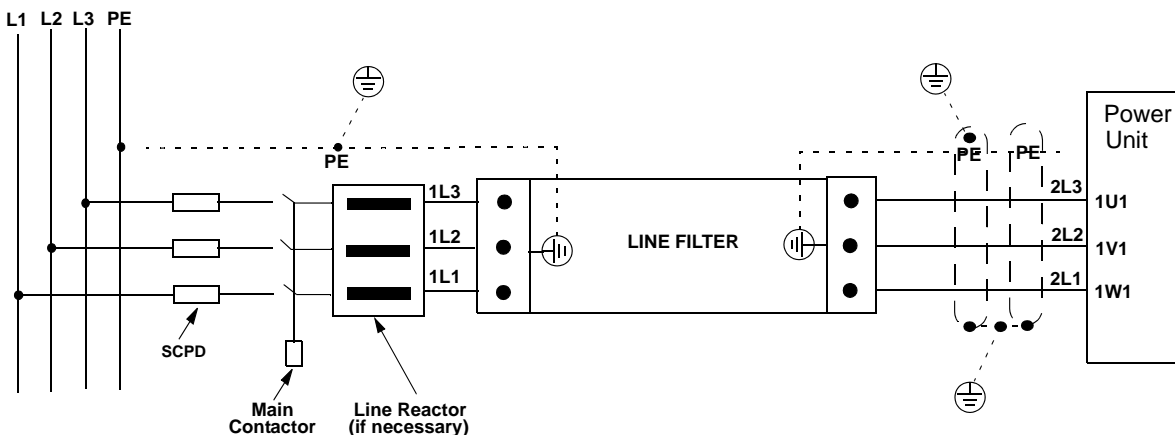 L1 L2 L3 PE
Power
Unit
PE
PE
PE
1L3
2L3
1U1
1L2
LINE FILTER
2L2
1V1
1L1
2L1
1W1
SCPD
Main
Contactor
Line Reactor
(if necessary)